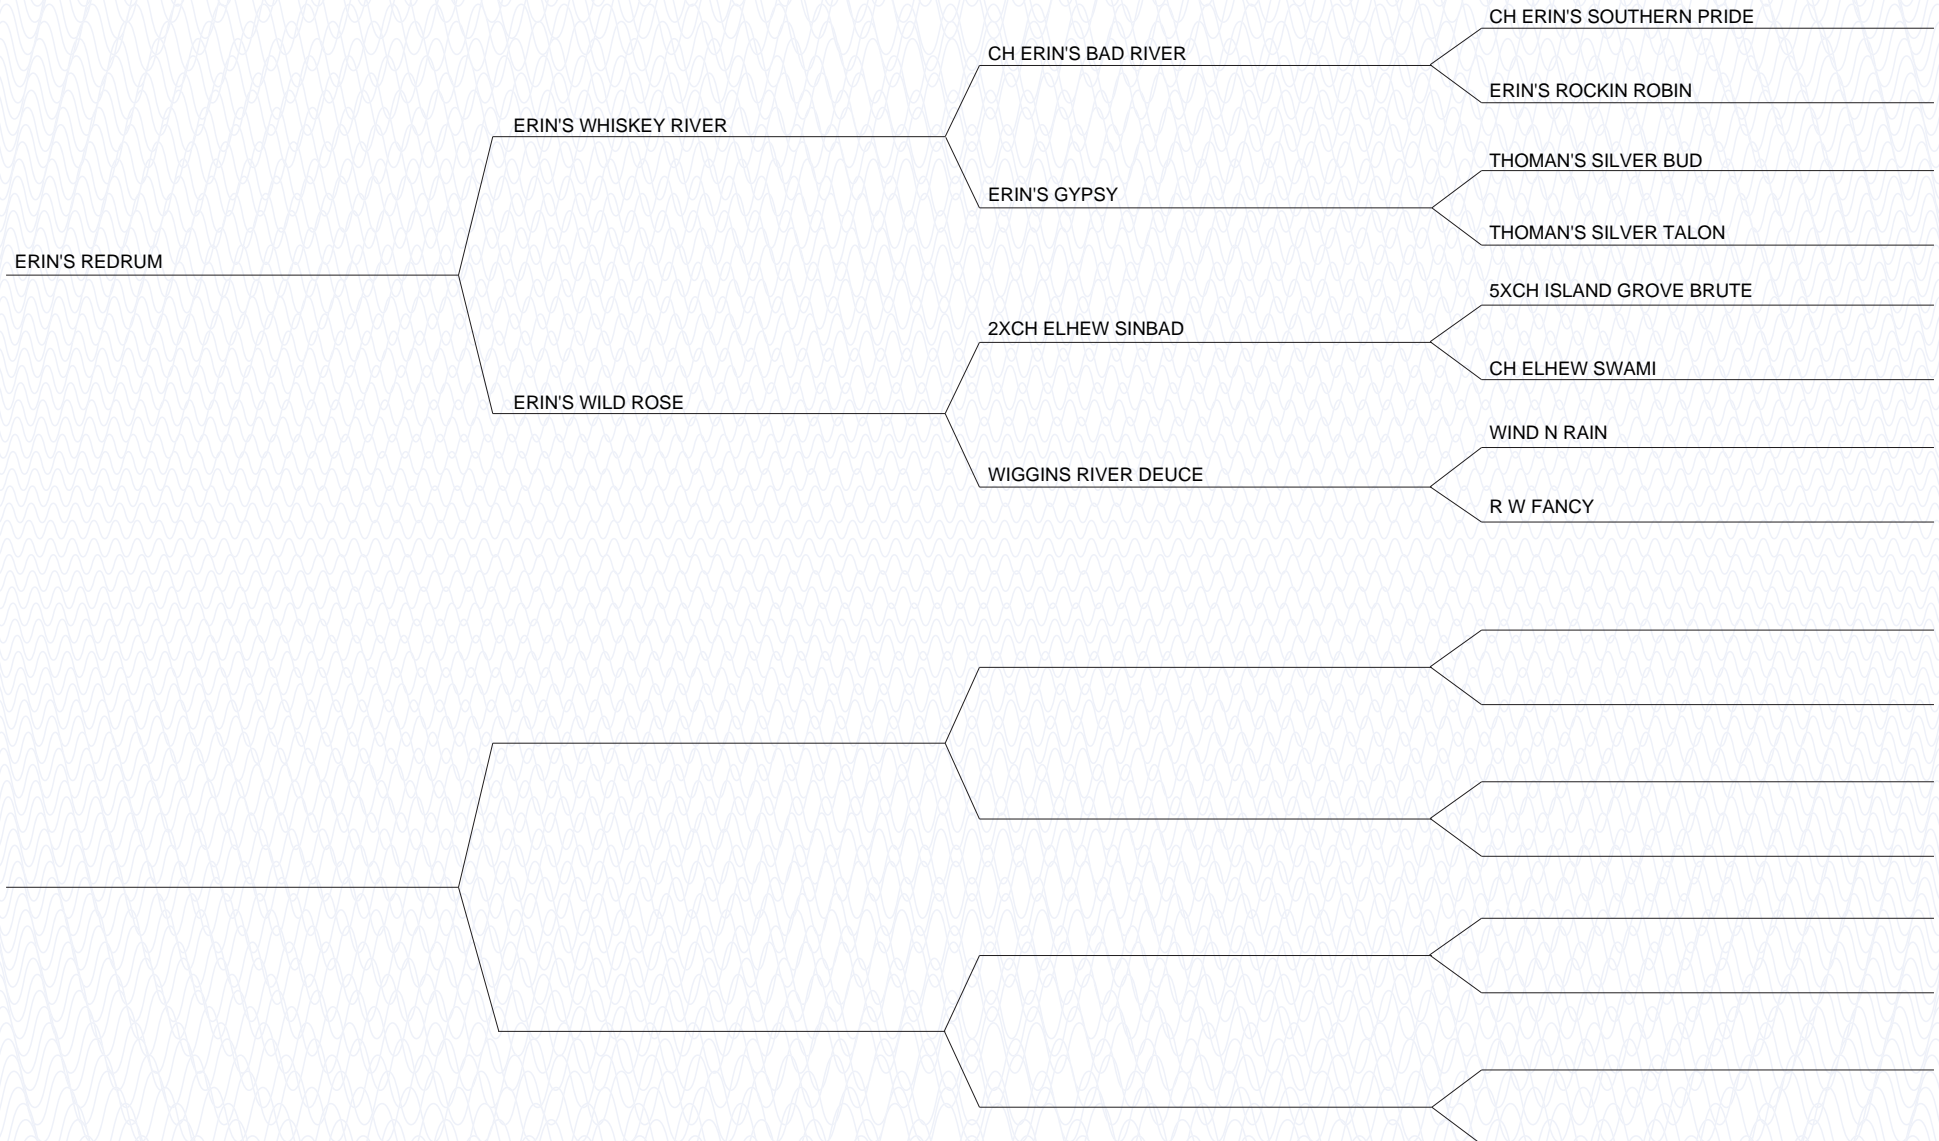 CH ERIN'S SOUTHERN PRIDE
CH ERIN'S BAD RIVER
ERIN'S ROCKIN ROBIN
ERIN'S WHISKEY RIVER
THOMAN'S SILVER BUD
ERIN'S GYPSY
THOMAN'S SILVER TALON
ERIN'S REDRUM
5XCH ISLAND GROVE BRUTE
2XCH ELHEW SINBAD
CH ELHEW SWAMI
ERIN'S WILD ROSE
WIND N RAIN
WIGGINS RIVER DEUCE
R W FANCY